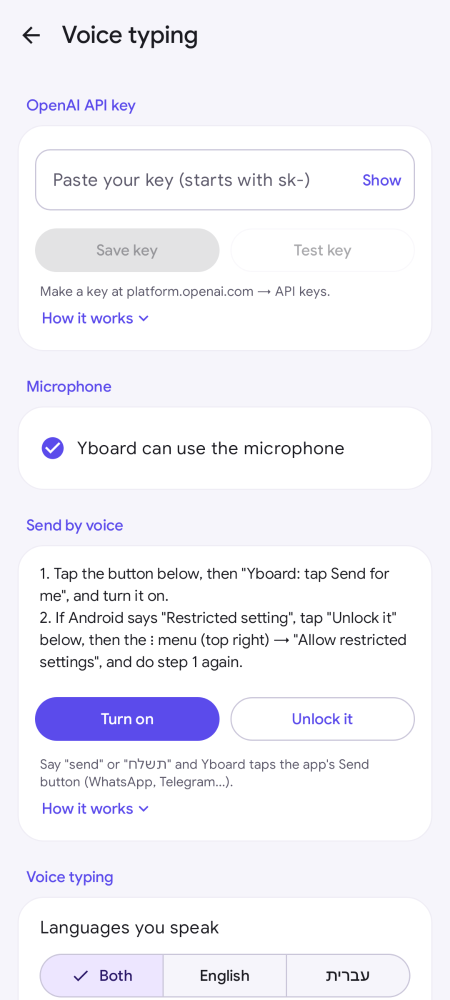 Voice typing
OpenAI API key
Paste your key (starts with sk-) Show
Save key Test key
Make a key at platform.openai.com → API keys.
How it works
Microphone
Yboard can use the microphone
Send by voice
1. Tap the button below, then "Yboard: tap Send for
me", and turn it on.
2. If Android says "Restricted setting", tap "Unlock it"
below, then the ⋮ menu (top right) → "Allow restricted
settings", and do step 1 again.
Turn on Unlock it
Say "send" or "תשלח" and Yboard taps the app's Send
button (WhatsApp, Telegram…).
How it works
Voice typing
Languages you speak
Both English עברית